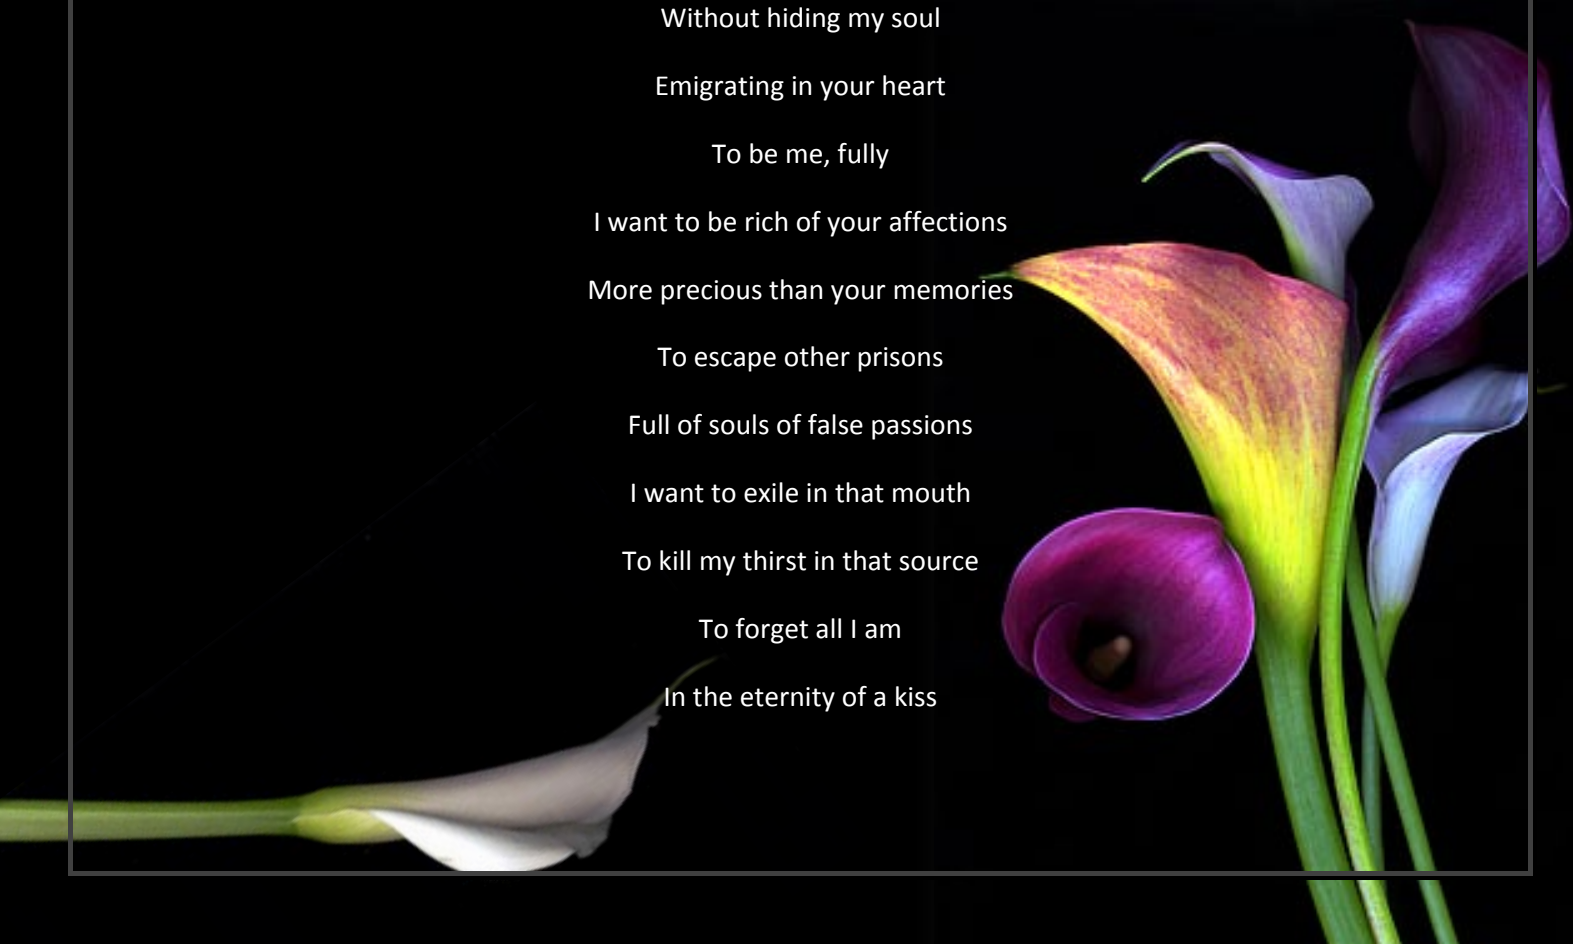 Without hiding my soul
Emigrating in your heart
To be me, fully
I want to be rich of your affections
More precious than your memories
To escape other prisons
Full of souls of false passions
I want to exile in that mouth
To kill my thirst in that source
To forget all I am
In the eternity of a kiss